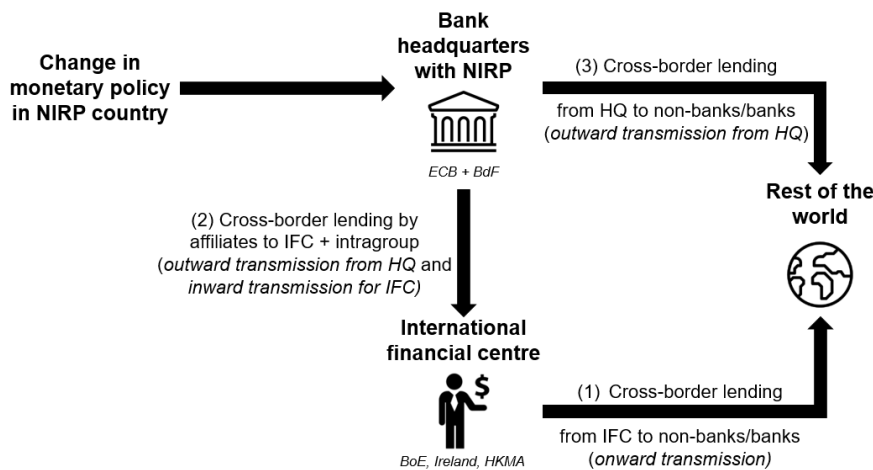 Change in
monetary policy
in NIRP country
Bank
headquarters
with NIRP
ECB + BdF
(3) Cross-border lending
from HQ to non-banks/banks
(outward transmission from HQ)
Rest of the
world
(2) Cross-border lending by
affiliates to IFC + intragroup
(outward transmission from HQ and
inward transmission for IFC)
International
financial centre
$
BoE, Ireland, HKMA
(1) Cross-border lending
from IFC to non-banks/banks
(onward transmission)